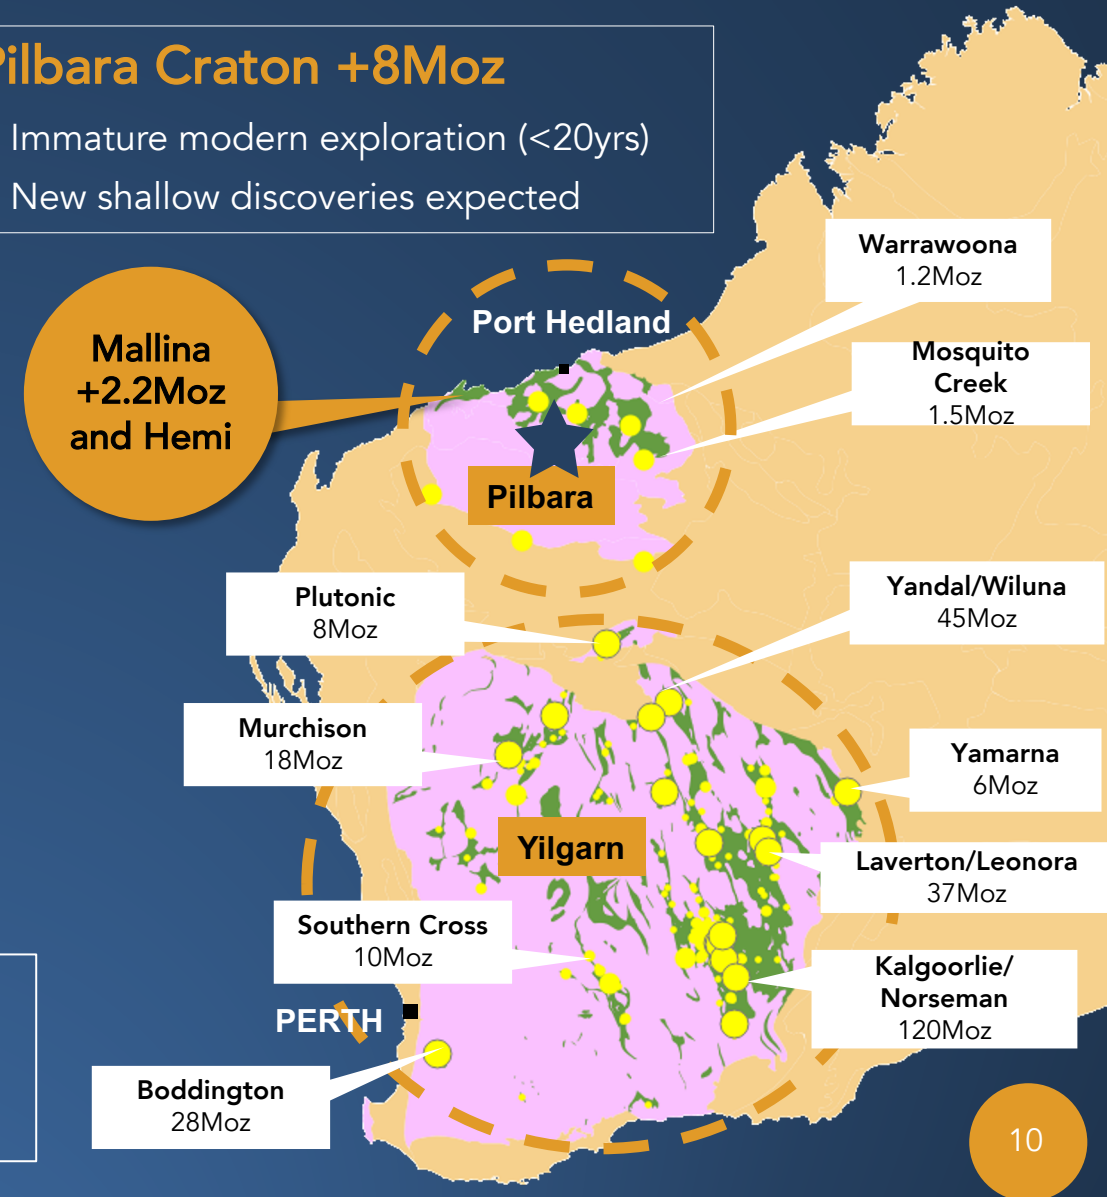 Pilbara Craton +8Moz
Immature modern exploration (<20yrs)
New shallow discoveries expected
Warrawoona
1.2Moz
Port Hedland
Mosquito
Creek
1.5Moz
Mallina
+2.2Moz
and Hemi
Pilbara
Plutonic
8Moz
Yandal/Wiluna
45Moz
Murchison
18Moz
Yamarna
6Moz
Yilgarn
Laverton/Leonora
37Moz
Southern Cross
10Moz
Kalgoorlie/
Norseman
120Moz
PERTH
Boddington
28Moz
10